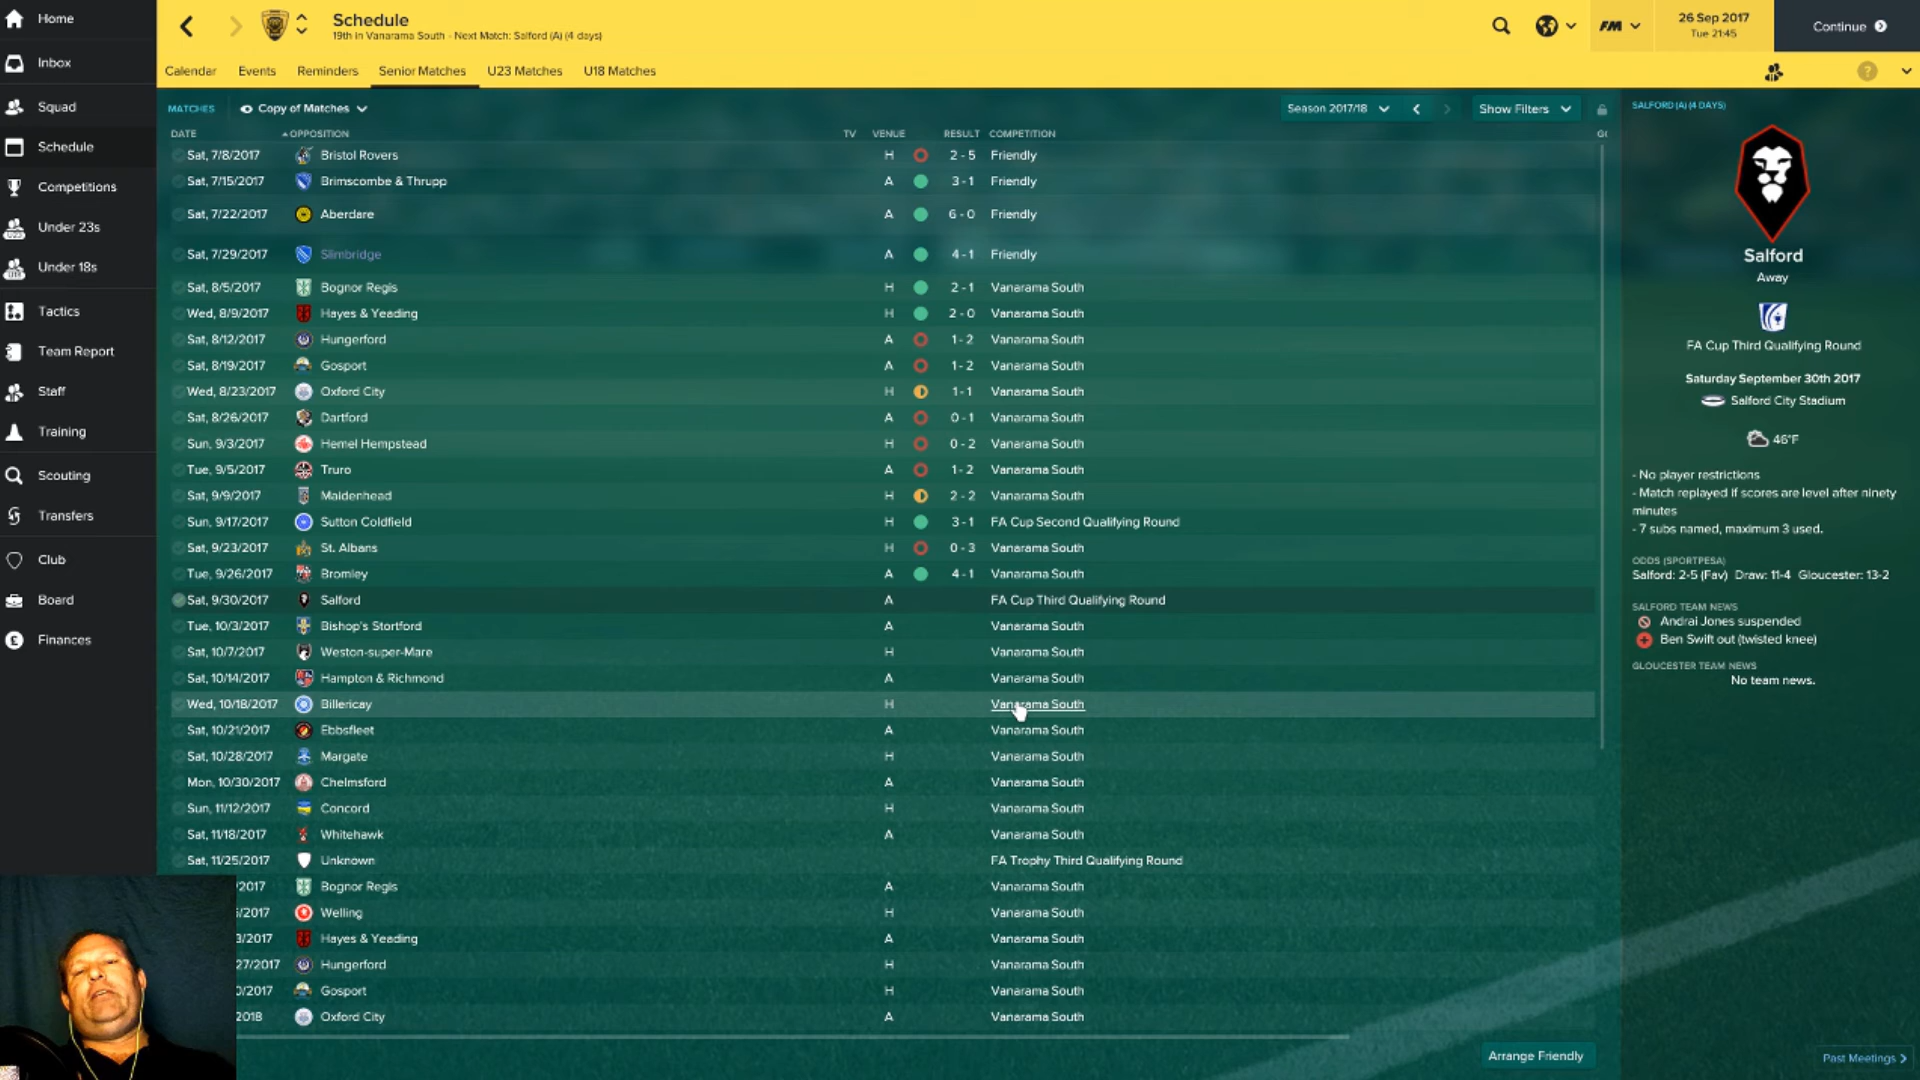 Home
Inbox
Squad
Schedule
Competitions
Under 23s
Under 18s
Tactics
Team Report
Staff
Training
Scouting
Transfers
Club
Board
Finances
Schedule
19th in Vanarama South - Next Match: Salford (A) (4 days)
FM
26 Sep 2017
Tue 21:45
Continue
Calendar Events Reminders Senior Matches U23 Matches U18 Matches
?
MATCHES Copy of Matches Season 2017/18 Show Filters
DATE OPPOSITION TV VENUE RESULT COMPETITION
Sat, 7/8/2017 Bristol Rovers H 2 - 5 Friendly
Sat, 7/15/2017 Brimscombe & Thrupp A 3 - 1 Friendly
Sat, 7/22/2017 Aberdare A 6 - 0 Friendly
Sat, 7/29/2017 Slimbridge A 4 - 1 Friendly
Sat, 8/5/2017 Bognor Regis H 2 - 1 Vanarama South
Wed, 8/9/2017 Hayes & Yeading H 2 - 0 Vanarama South
Sat, 8/12/2017 Hungerford A 1 - 2 Vanarama South
Sat, 8/19/2017 Gosport A 1 - 2 Vanarama South
Wed, 8/23/2017 Oxford City H 1 - 1 Vanarama South
Sat, 8/26/2017 Dartford A 0 - 1 Vanarama South
Sun, 9/3/2017 Hemel Hempstead H 0 - 2 Vanarama South
Tue, 9/5/2017 Truro A 1 - 2 Vanarama South
Sat, 9/9/2017 Maidenhead H 2 - 2 Vanarama South
Sun, 9/17/2017 Sutton Coldfield H 3 - 1 FA Cup Second Qualifying Round
Sat, 9/23/2017 St. Albans H 0 - 3 Vanarama South
Tue, 9/26/2017 Bromley A 4 - 1 Vanarama South
Sat, 9/30/2017 Salford A FA Cup Third Qualifying Round
Tue, 10/3/2017 Bishop's Stortford A Vanarama South
Sat, 10/7/2017 Weston-super-Mare H Vanarama South
Sat, 10/14/2017 Hampton & Richmond A Vanarama South
Wed, 10/18/2017 Billericay H Vanarama South
Sat, 10/21/2017 Ebbsfleet A Vanarama South
Sat, 10/28/2017 Margate H Vanarama South
Mon, 10/30/2017 Chelmsford A Vanarama South
Sun, 11/12/2017 Concord H Vanarama South
Sat, 11/18/2017 Whitehawk A Vanarama South
Sat, 11/25/2017 Unknown FA Trophy Third Qualifying Round
/2017 Bognor Regis A Vanarama South
/2017 Welling H Vanarama South
3/2017 Hayes & Yeading A Vanarama South
27/2017 Hungerford H Vanarama South
/2017 Gosport H Vanarama South
2018 Oxford City A Vanarama South
Arrange Friendly
SALFORD (A) (4 DAYS)
Salford
Away
FA Cup Third Qualifying Round
Saturday September 30th 2017
Salford City Stadium
46°F
- No player restrictions
- Match replayed if scores are level after ninety
minutes
- 7 subs named, maximum 3 used.
ODDS (SPORTPESA)
Salford: 2-5 (Fav) Draw: 11-4 Gloucester: 13-2
SALFORD TEAM NEWS
Andrai Jones suspended
Ben Swift out (twisted knee)
GLOUCESTER TEAM NEWS
No team news.
Past Meetings